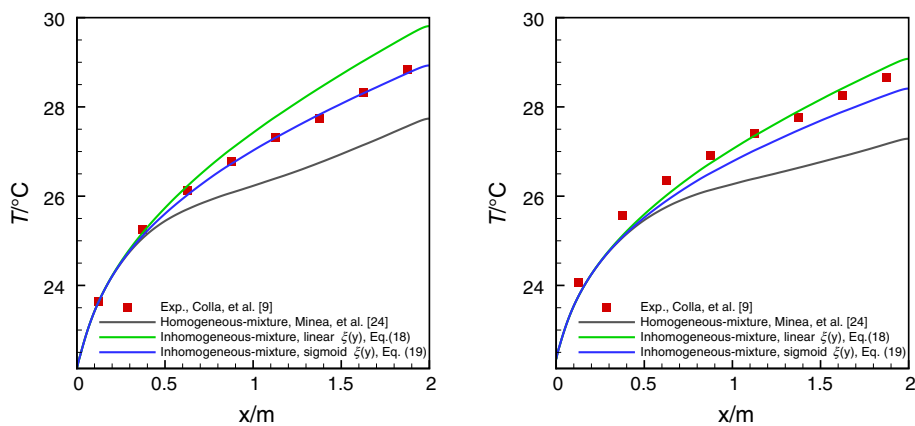 30
28
26
24
T/°C
Exp., Colla, et al. [9]
Homogeneous-mixture, Minea, et al. [24]
Inhomogeneous-mixture, linear ξ(y), Eq.(18)
Inhomogeneous-mixture, sigmoid ξ(y), Eq. (19)
0 0.5 1 1.5 2
x/m
30
28
26
24
T/°C
Exp., Colla, et al. [9]
Homogeneous-mixture, Minea, et al. [24]
Inhomogeneous-mixture, linear ξ(y), Eq.(18)
Inhomogeneous-mixture, sigmoid ξ(y), Eq. (19)
0 0.5 1 1.5 2
x/m